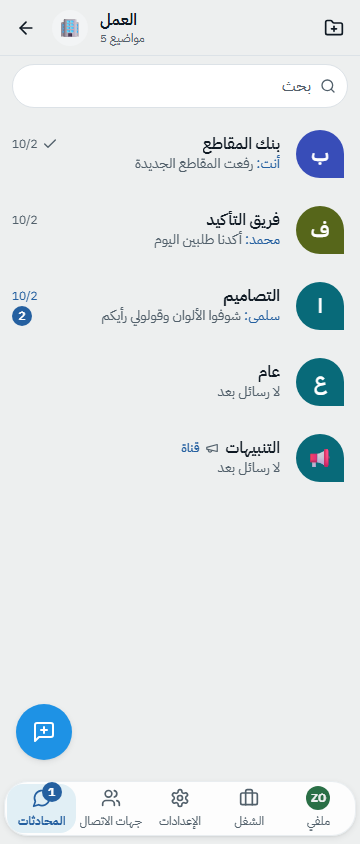 العمل
5 مواضيع
بحث
ب
بنك المقاطع
10/2
أنت: رفعت المقاطع الجديدة
ف
فريق التأكيد
10/2
محمد: أكدنا طلبين اليوم
ا
التصاميم
10/2
سلمى: شوفوا الألوان وقولولي رأيكم
2
ع
عام
لا رسائل بعد
التنبيهات
قناة
لا رسائل بعد
ZO
1
ملفي
الشغل
الإعدادات
جهات الاتصال
المحادثات